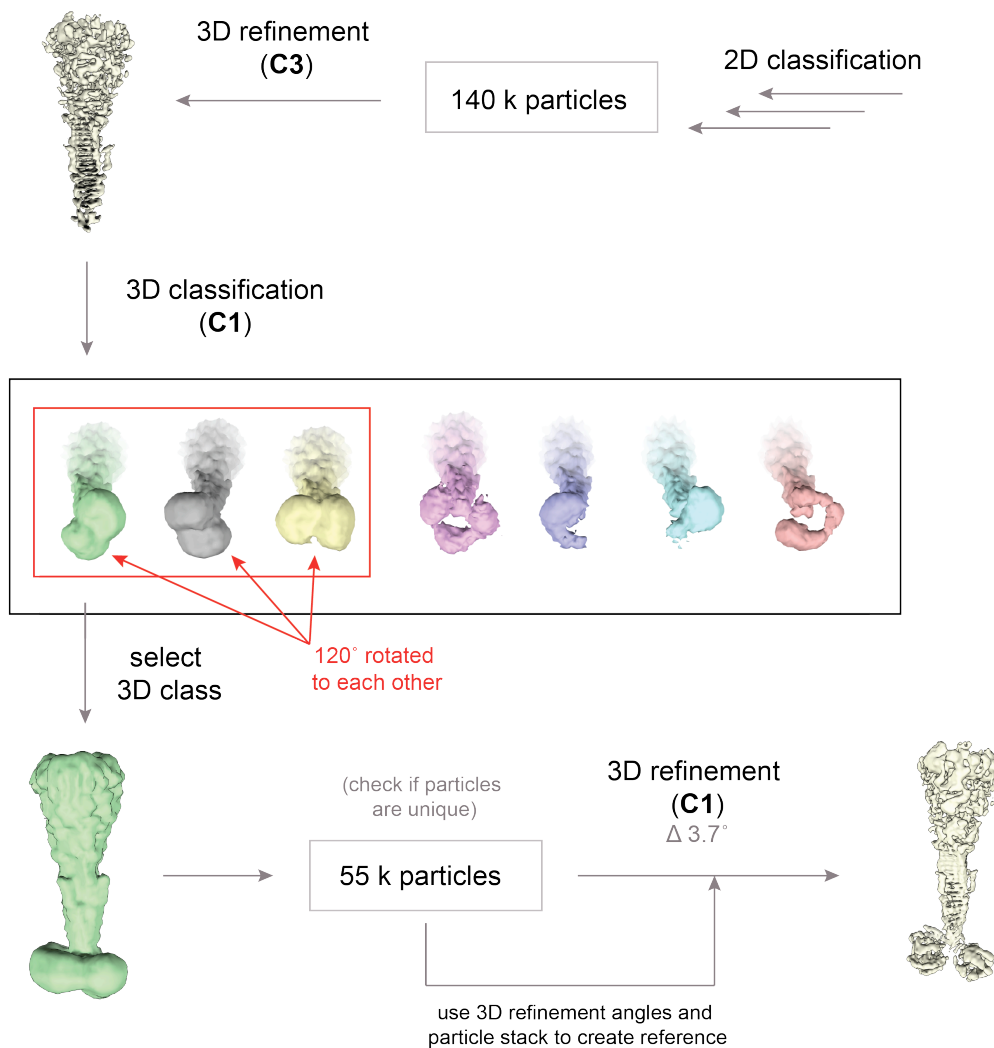 3D refinement
(C3)
140 k particles
2D classification
3D classification
(C1)
120° rotated
to each other
select
3D class
(check if particles
are unique)
55 k particles
3D refinement
(C1)
Δ 3.7°
use 3D refinement angles and
particle stack to create reference